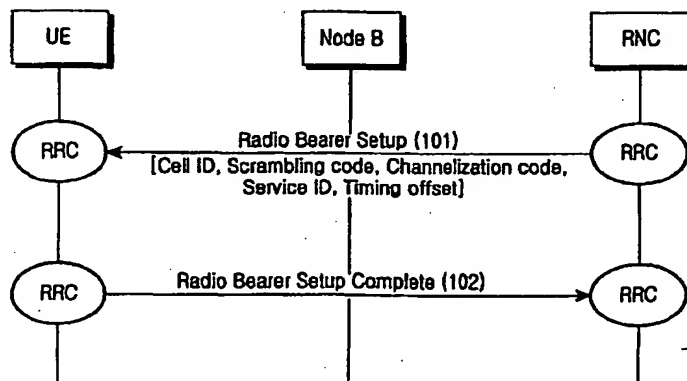 UE
Node B
RNC
RRC
Radio Bearer Setup (101)
RRC
[Cell ID, Scrambling code, Channelization code,
Service ID, Timing offset]
RRC
Radio Bearer Setup Complete (102)
RRC